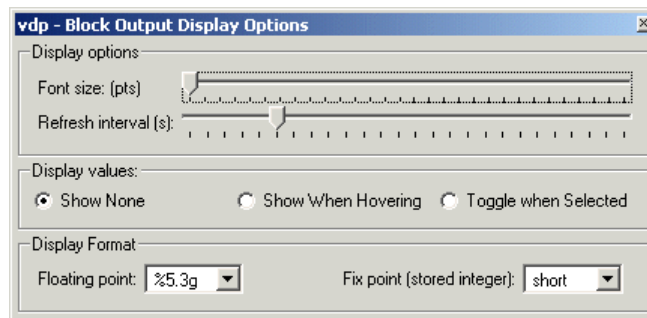 vdp - Block Output Display Options
Display options
Font size: (pts)
Refresh interval (s):
Display values:
Show None Show When Hovering Toggle when Selected
Display Format
Floating point: %5.3g Fix point (stored integer): short